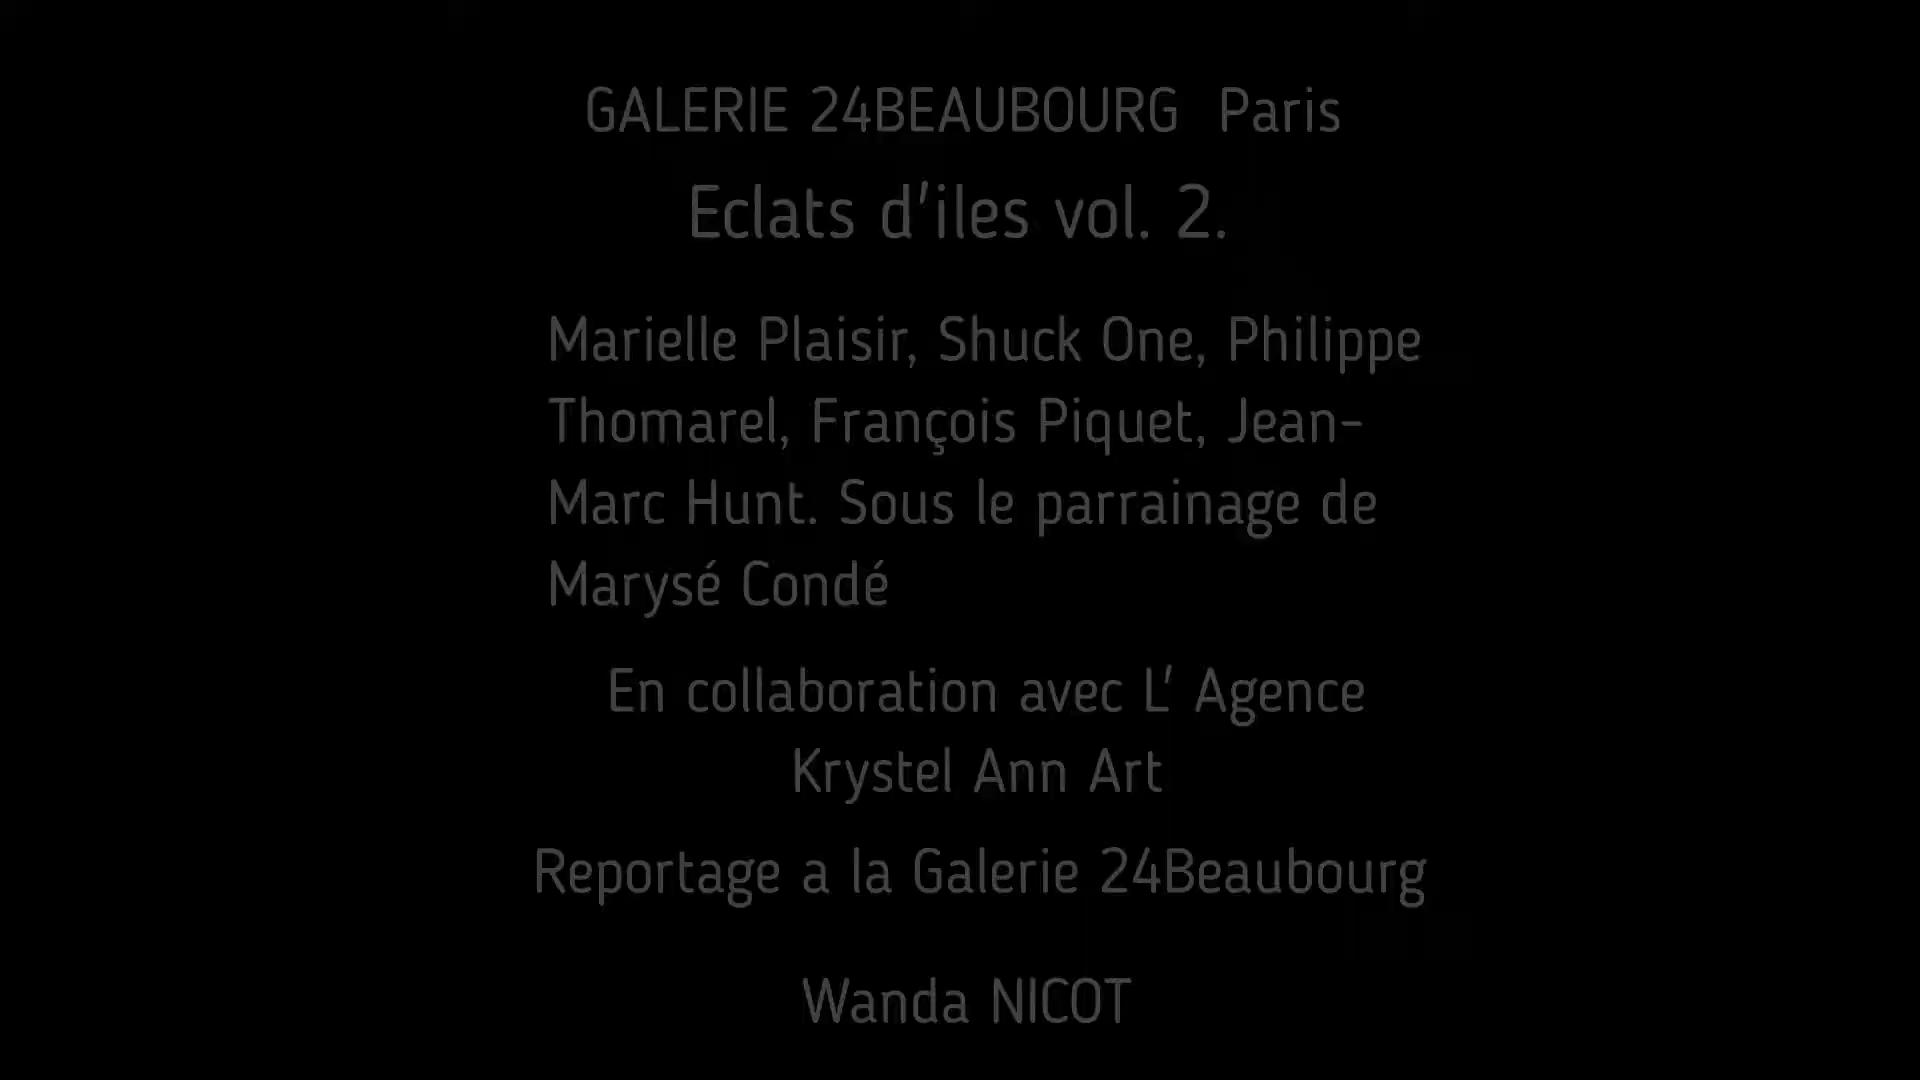 GALERIE 24BEAUBOURG Paris
Eclats d'iles vol. 2.
Marielle Plaisir, Shuck One, Philippe
Thomarel, François Piquet, Jean-
Marc Hunt. Sous le parrainage de
Marysé Condé
En collaboration avec L' Agence
Krystel Ann Art
Reportage a la Galerie 24Beaubourg
Wanda NICOT